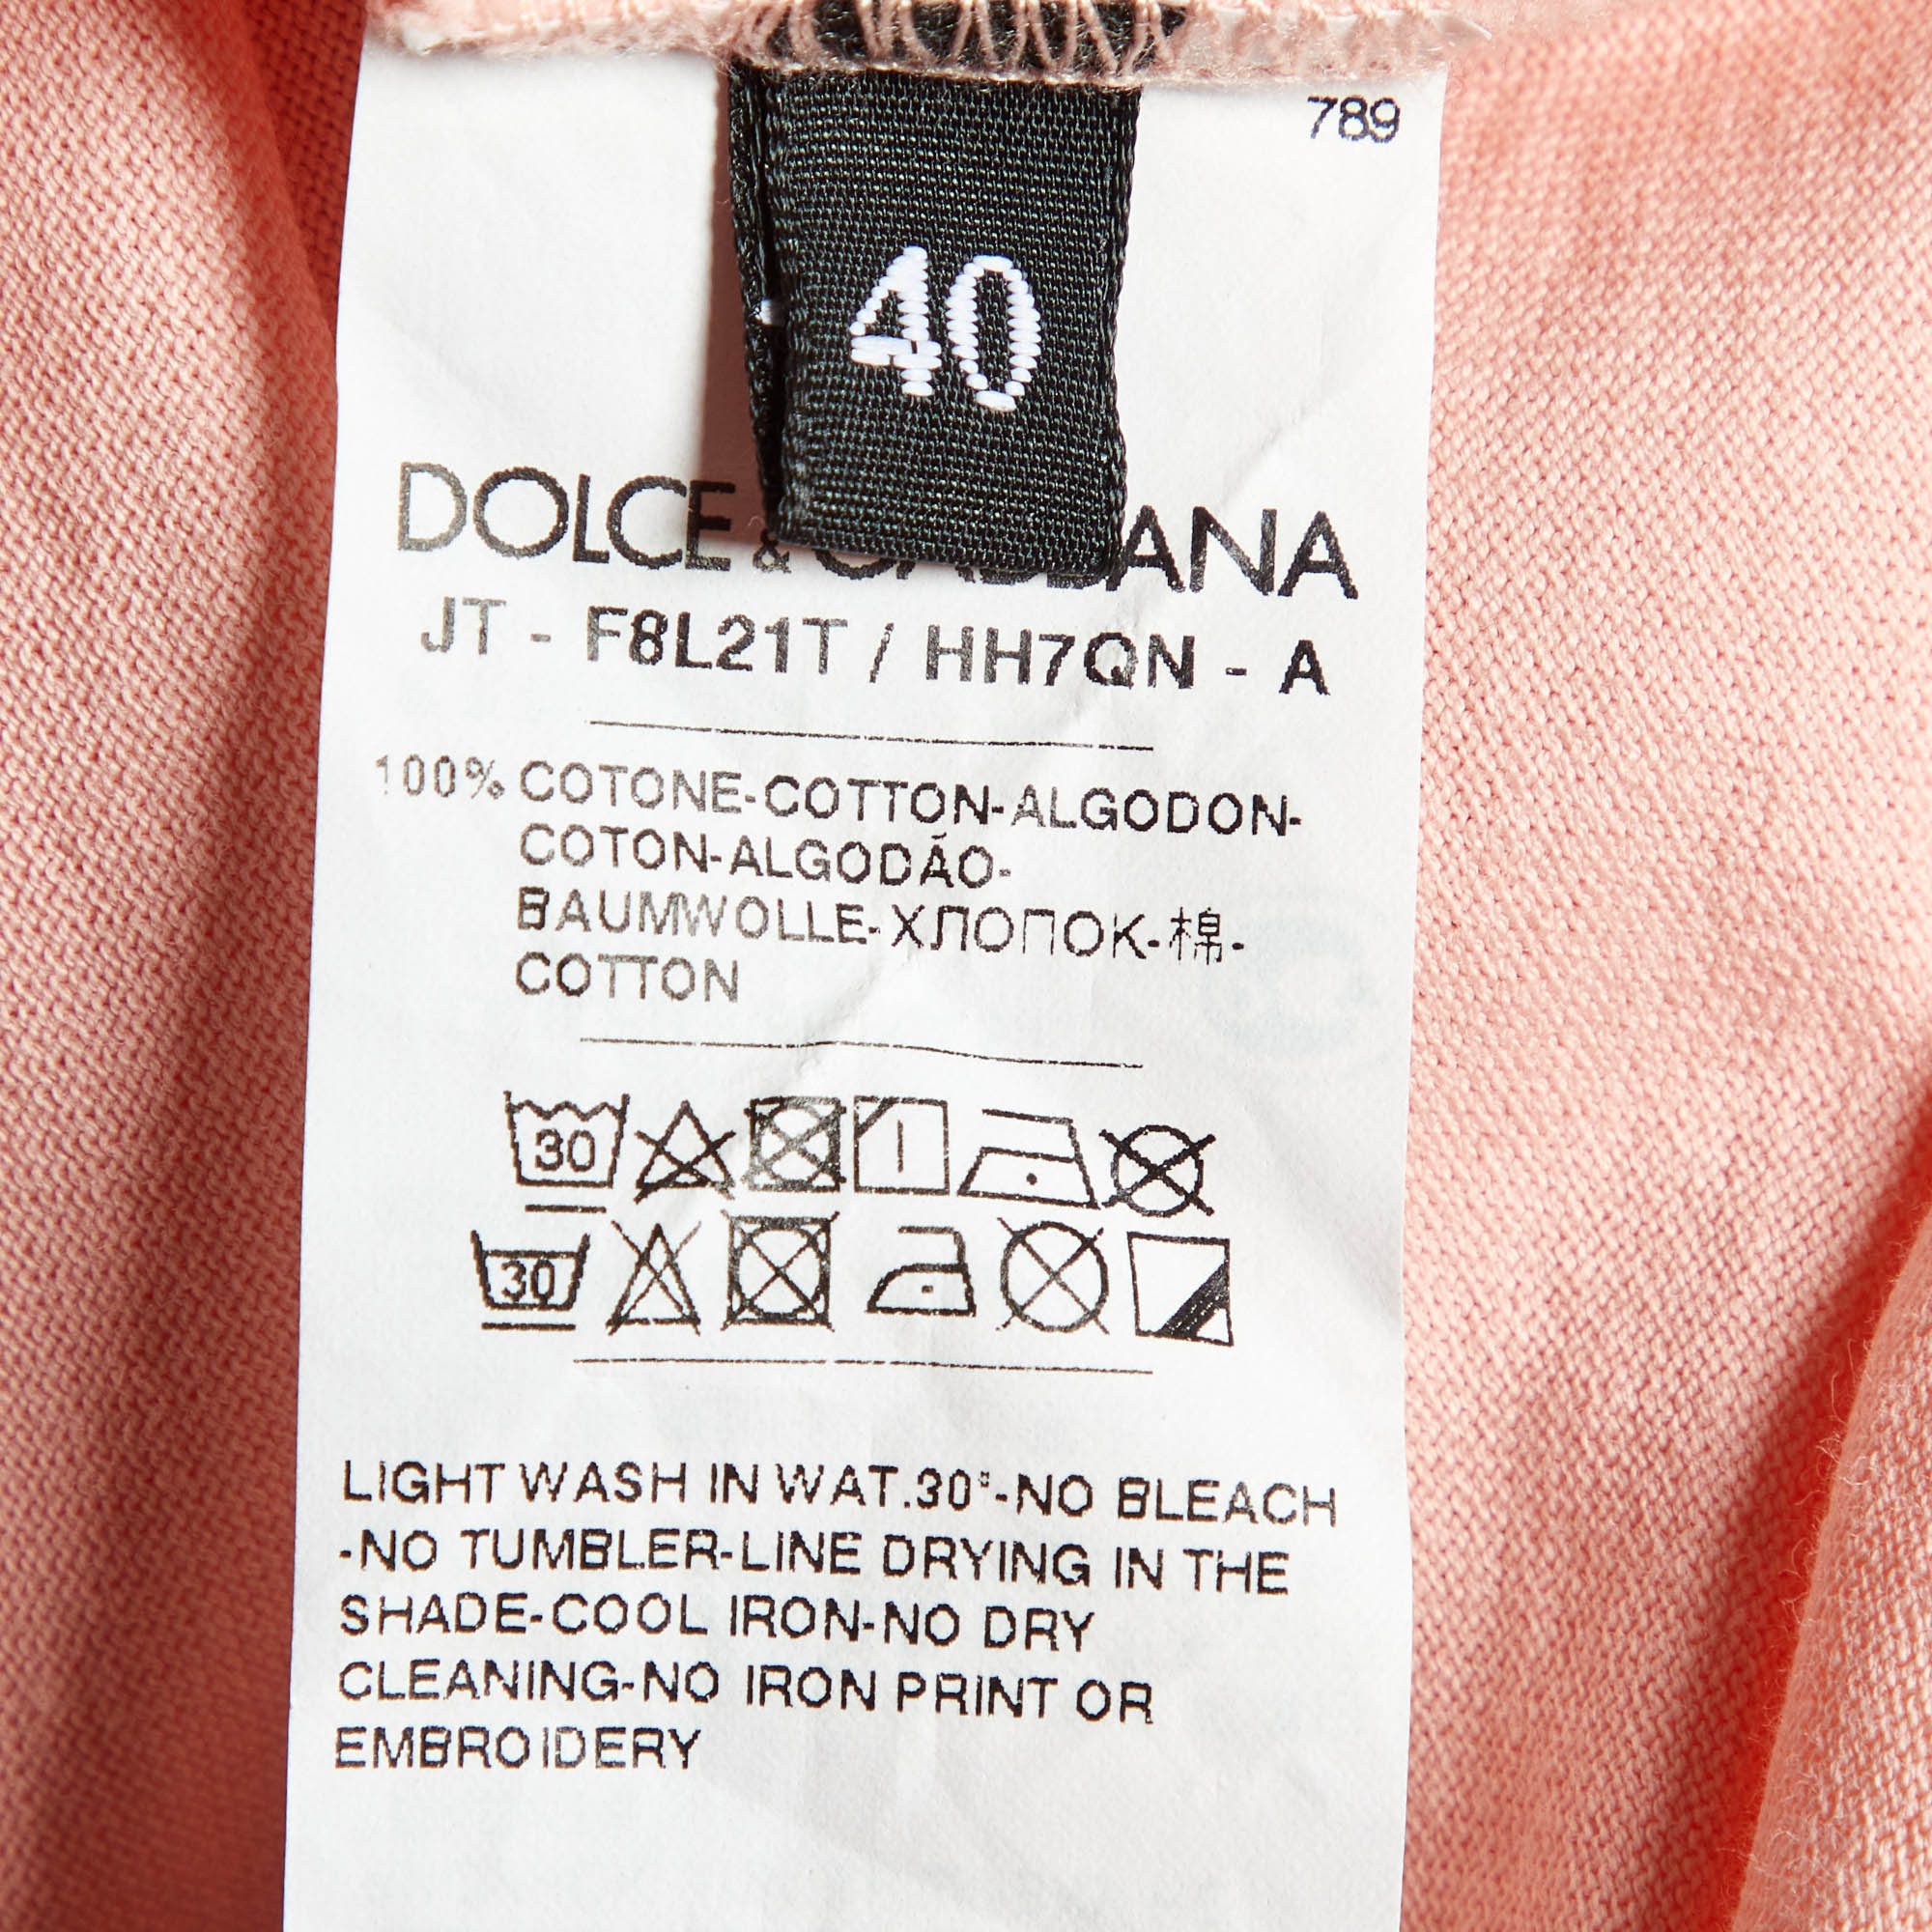 789
40
DOLCE & GABBANA
JT - F8L21T / HH7QN - A
100% COTONE-COTTON-ALGODON-
COTON-ALGODÃO-
BAUMWOLLE-ХЛОПОК-棉-
COTTON
30
30
LIGHT WASH IN WAT.30°-NO BLEACH
-NO TUMBLER-LINE DRYING IN THE
SHADE-COOL IRON-NO DRY
CLEANING-NO IRON PRINT OR
EMBROIDERY